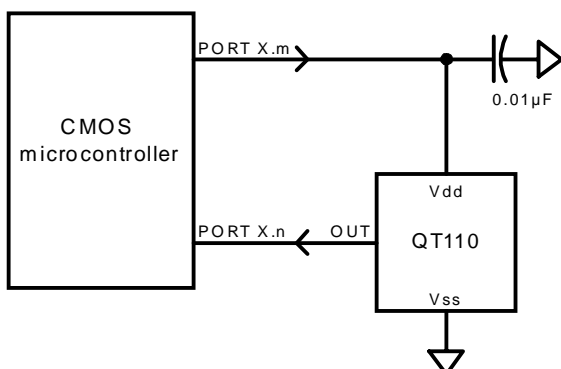 PORT X.m
0.01µF
CMOS
microcontroller
Vdd
PORT X.n
OUT
QT110
Vss